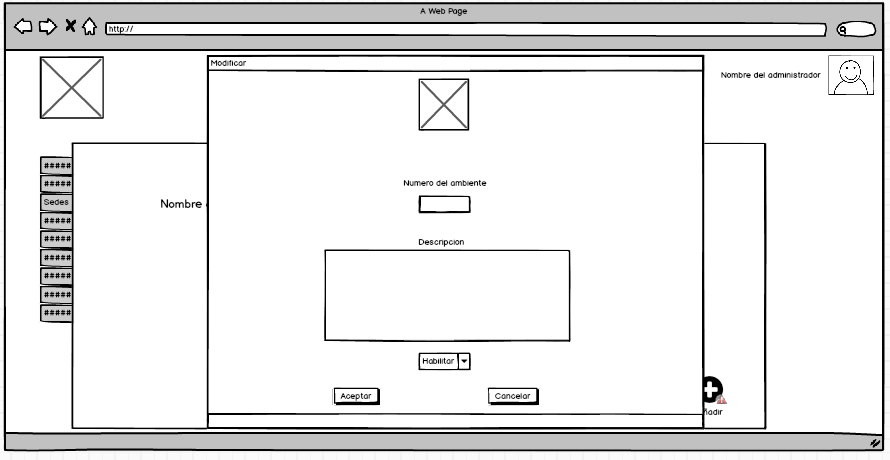 A Web Page
http://
Modificar
Nombre del administrador
Numero del ambiente
#####
#####
Sedes
Nombre
#####
#####
#####
#####
#####
#####
Descripcion
Habilitar
Aceptar
Cancelar
ñadir